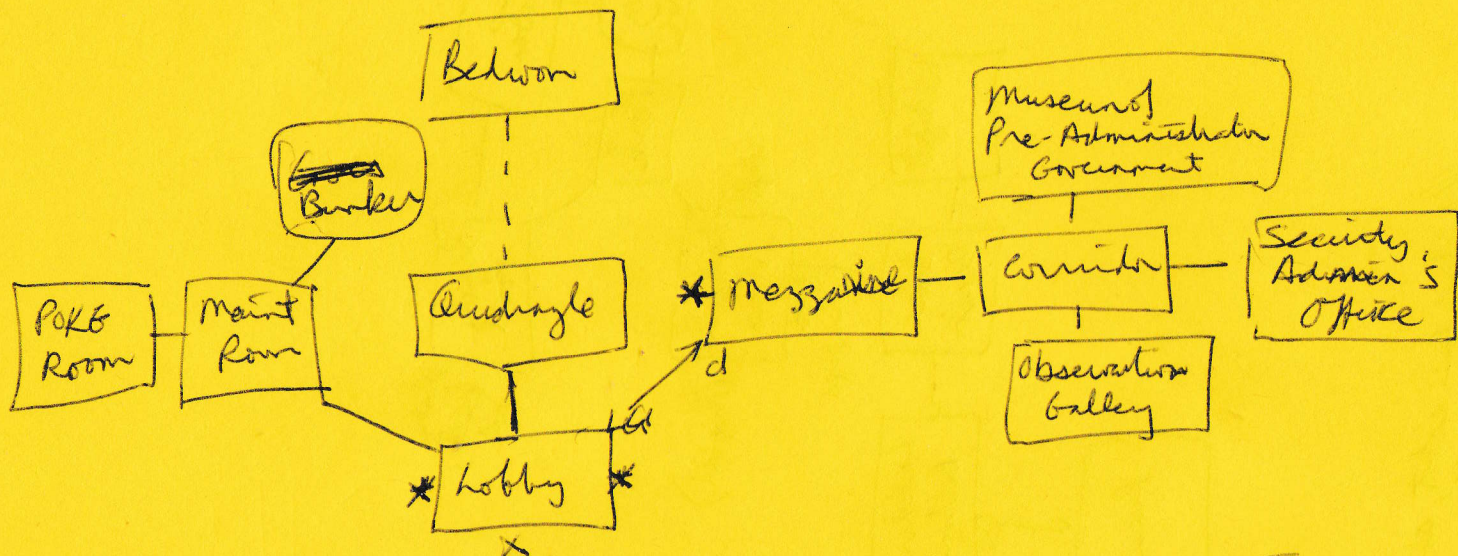 Bedroom
Museum of
Pre-Administrator
Government
Bunker
Quadrangle
Mezzanine
Corridor
Security
Admin's
Office
POKE
Room
Maint
Room
d
Observation
Gallery
Lobby